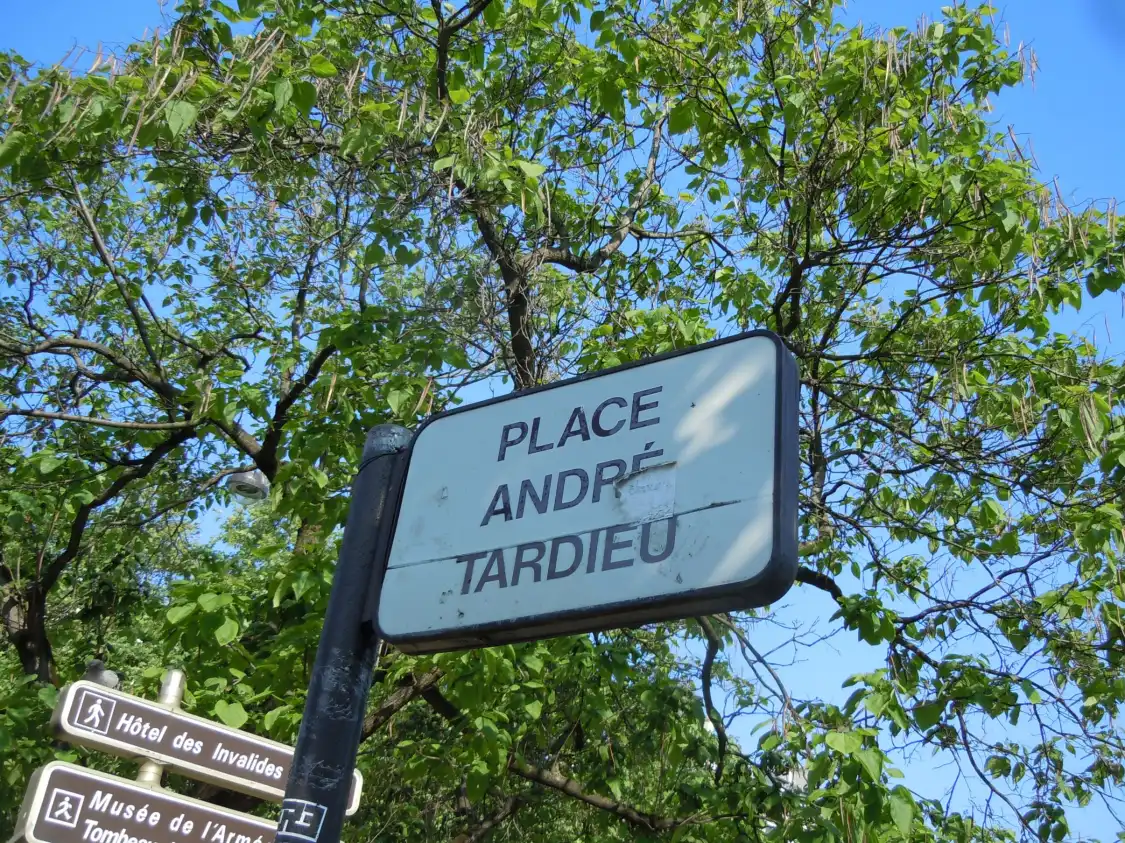 PLACE
ANDRÉ
TARDIEU
Hôtel des Invalides
Musée de l'Armé